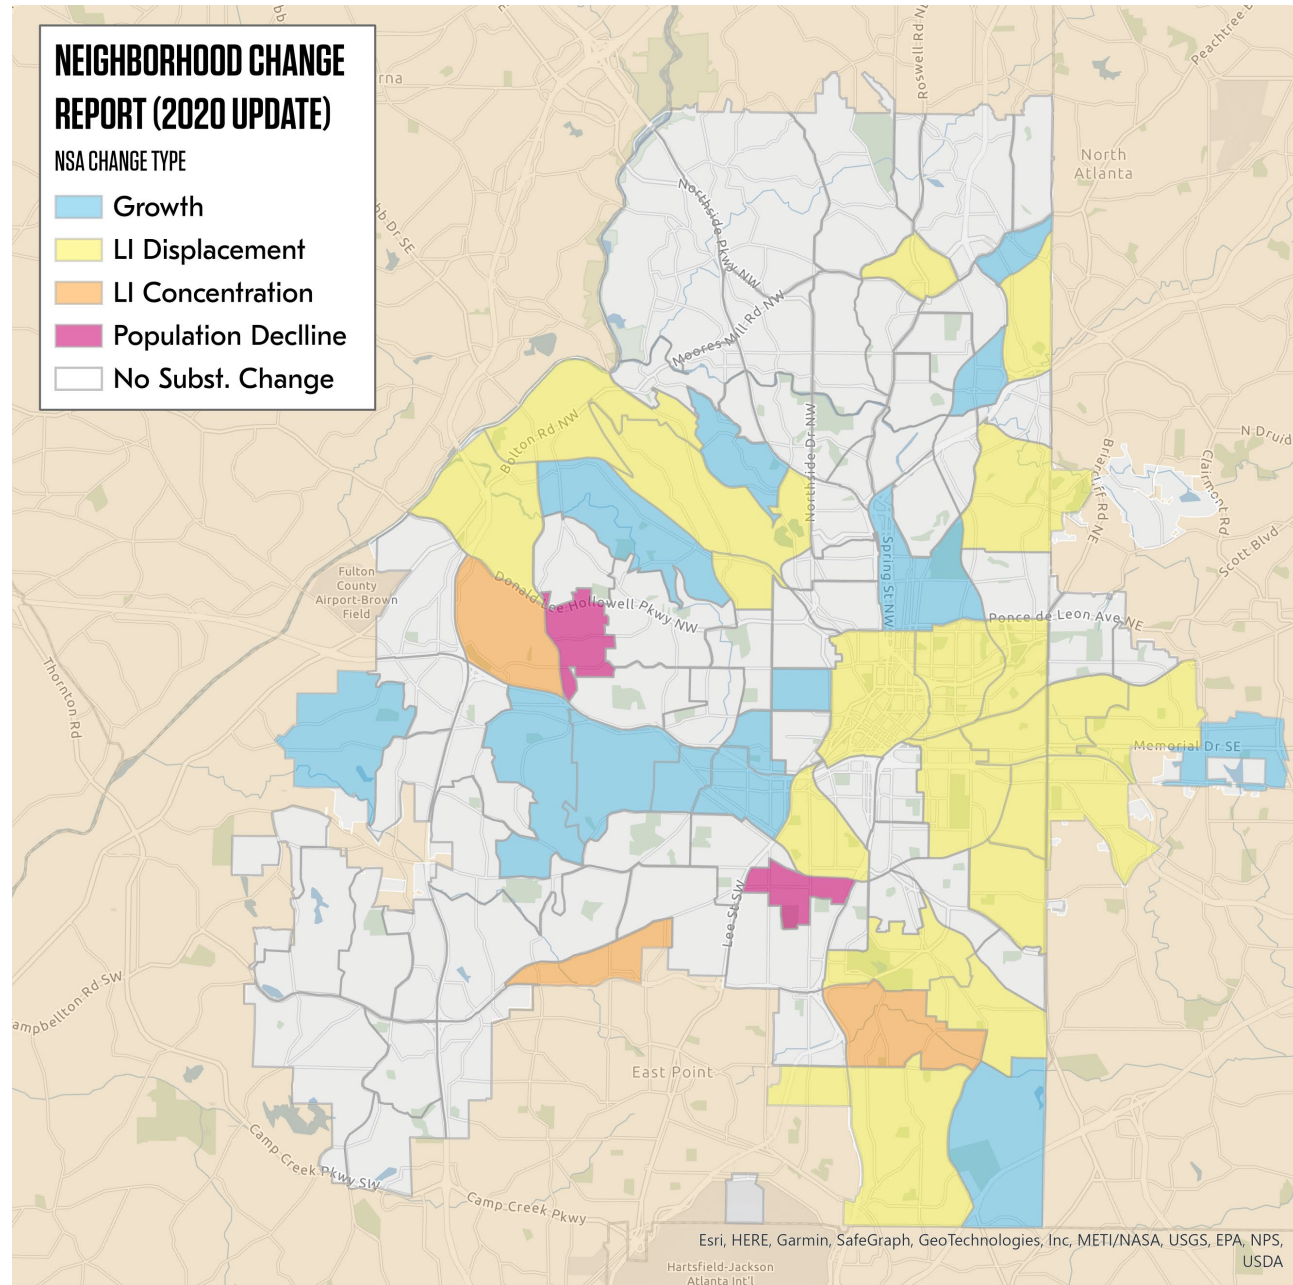 NEIGHBORHOOD CHANGE
REPORT (2020 UPDATE)
NSA CHANGE TYPE
Growth
LI Displacement
LI Concentration
Population Declline
No Subst. Change
Roswell Rd NE
Peachtree
North
Atlanta
Northside Pkwy NW
Moores Mill Rd NW
Bolton Rd NW
Northside Dr NW
N Druid
Briarcliff Rd NE
Clairmont Rd
Scott Blvd
Spring St NW
Fulton
County
Airport-Brown
Field
Donald Lee Hollowell Pkwy NW
Ponce de Leon Ave NE
Thornton Rd
Memorial Dr SE
Lee St SW
ampbellton Rd SW
East Point
Camp Creek Pkwy SW
Camp Creek Pkwy
Esri, HERE, Garmin, SafeGraph, GeoTechnologies, Inc, METI/NASA, USGS, EPA, NPS,
USDA
Hartsfield-Jackson
Atlanta Int'l